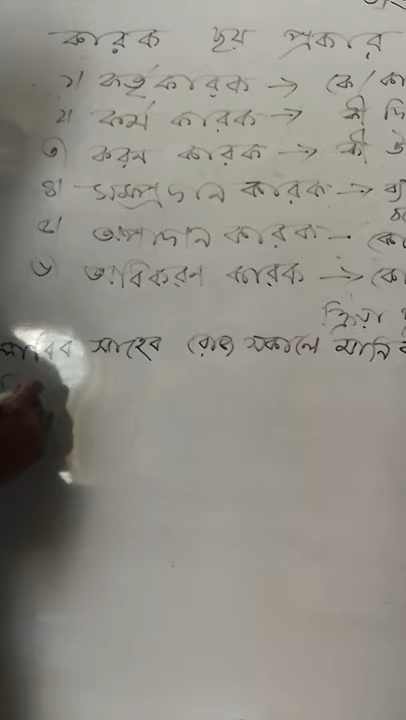 কারক ছয় প্রকার
১। কর্তৃকারক → কে / কা
২। কর্ম কারক → কী
৩। করন কারক → কী
৪। সম্প্রদান কারক →
৫। অপাদান কারক -
৬। অধিকরণ কারক →
ক্রিয়া
সাহেব রোজ সকালে